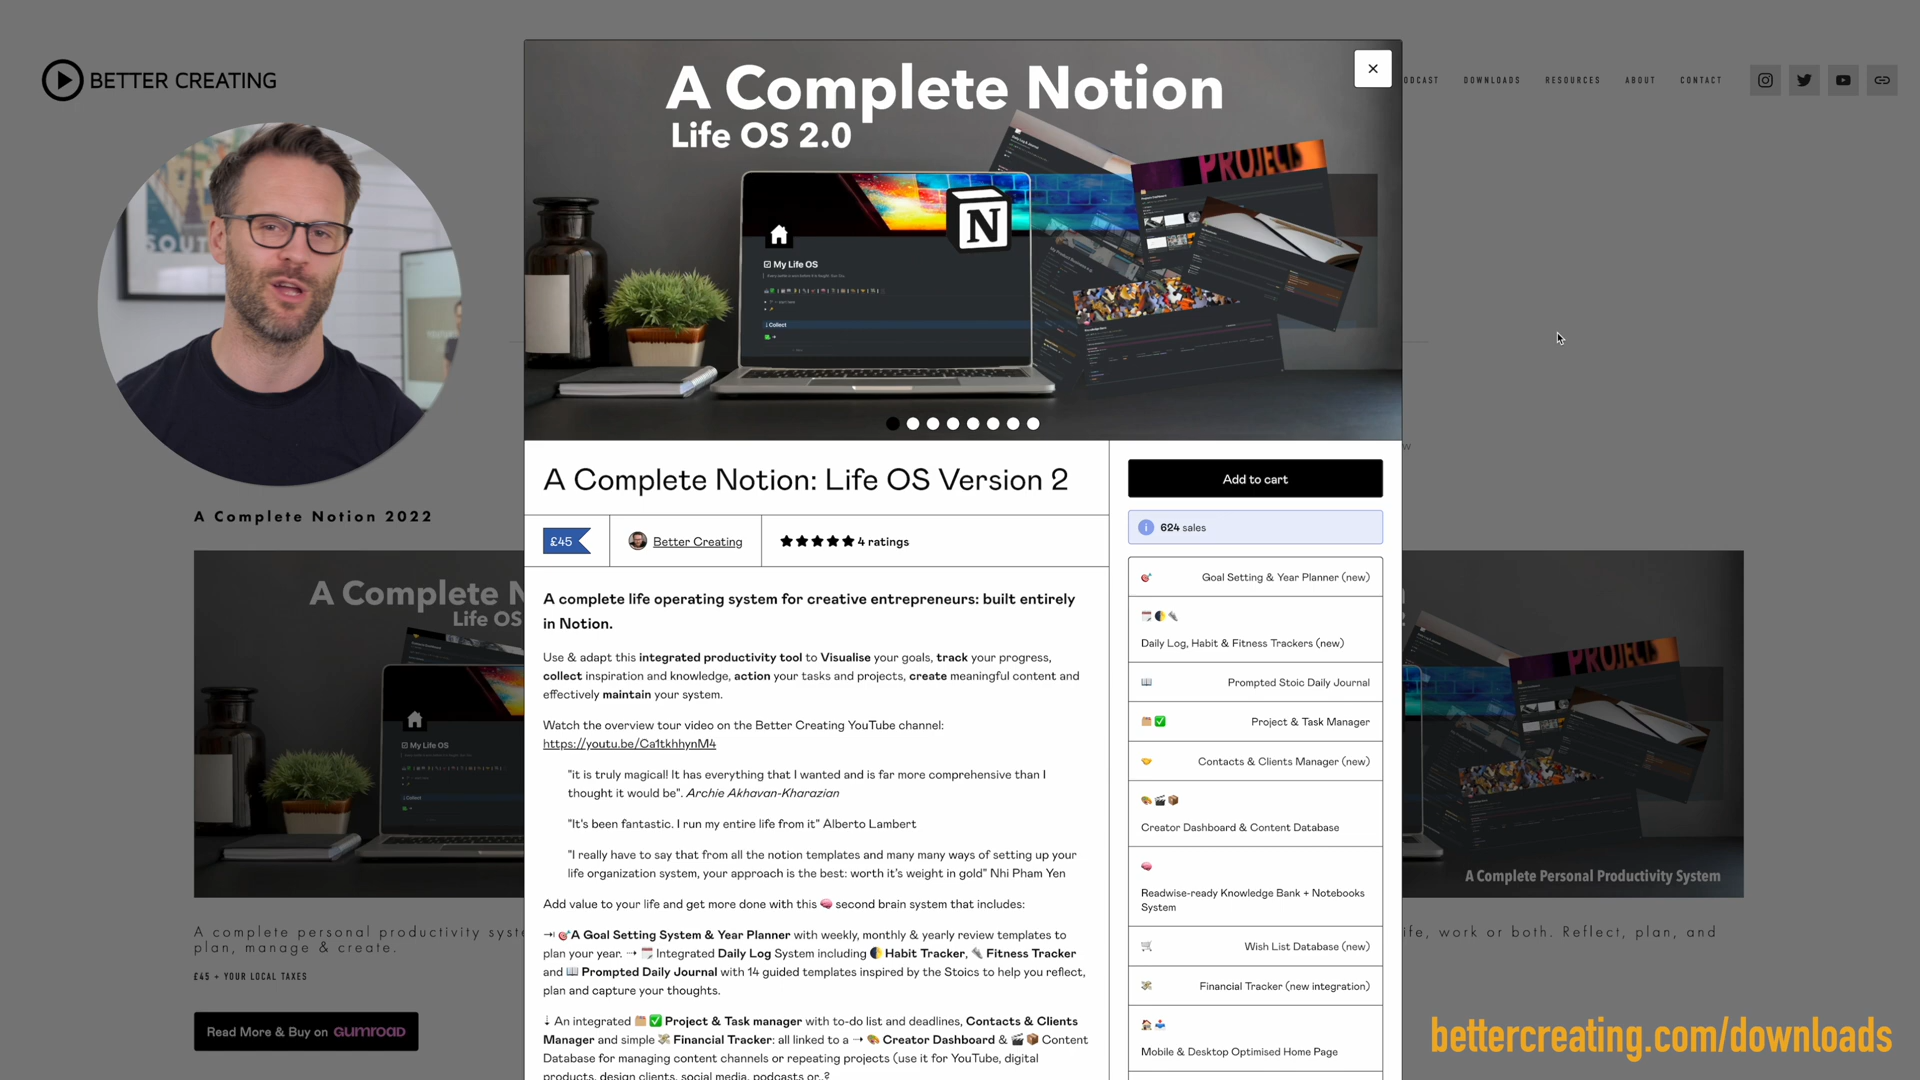 BETTER CREATING
DOWNLOADS
RESOURCES
ABOUT
CONTACT
A Complete Notion
Life OS 2.0
My Life OS
Collect
PROJECTS
×
A Complete Notion: Life OS Version 2
£45
Better Creating
4 ratings
A complete life operating system for creative entrepreneurs: built entirely
in Notion.
Use & adapt this integrated productivity tool to Visualise your goals, track your progress,
collect inspiration and knowledge, action your tasks and projects, create meaningful content and
effectively maintain your system.
Watch the overview tour video on the Better Creating YouTube channel:
https://youtu.be/Ca1tkhhynM4
"it is truly magical! It has everything that I wanted and is far more comprehensive than I
thought it would be". Archie Akhavan-Kharazian
"It's been fantastic. I run my entire life from it" Alberto Lambert
"I really have to say that from all the notion templates and many many ways of setting up your
life organization system, your approach is the best: worth it's weight in gold" Nhi Pham Yen
Add value to your life and get more done with this 🧠 second brain system that includes:
→ 🎯A Goal Setting System & Year Planner with weekly, monthly & yearly review templates to
plan your year. → 🗓 Integrated Daily Log System including 🌗 Habit Tracker, Fitness Tracker
and 📖 Prompted Daily Journal with 14 guided templates inspired by the Stoics to help you reflect,
plan and capture your thoughts.
↓ An integrated 🗂 ✅ Project & Task manager with to-do list and deadlines, Contacts & Clients
Manager and simple 💸 Financial Tracker: all linked to a → 🎨 Creator Dashboard & 🎬 📦 Content
Database for managing content channels or repeating projects (use it for YouTube, digital
products, design clients, social media, podcasts or..?
Add to cart
624 sales
Goal Setting & Year Planner (new)
Daily Log, Habit & Fitness Trackers (new)
Prompted Stoic Daily Journal
Project & Task Manager
Contacts & Clients Manager (new)
Creator Dashboard & Content Database
Readwise-ready Knowledge Bank + Notebooks
System
Wish List Database (new)
Financial Tracker (new integration)
Mobile & Desktop Optimised Home Page
A Complete Notion 2022
A Complete N
Life OS
My Life OS
Collect
A complete personal productivity syst
plan, manage & create.
£45 + YOUR LOCAL TAXES
Read More & Buy on GUMROAD
PROJECTS
A Complete Personal Productivity System
ife, work or both. Reflect, plan, and
bettercreating.com/downloads